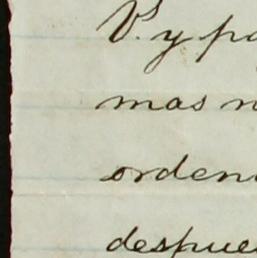 V. y pa
mas n
orden
despue